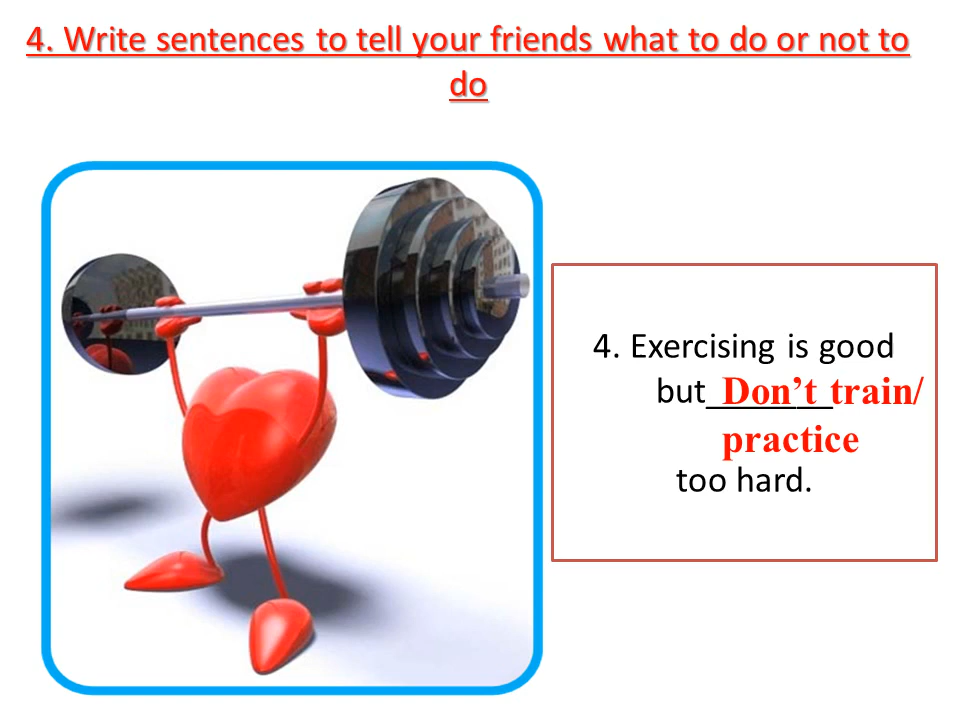 4. Write sentences to tell your friends what to do or not to
do
4. Exercising is good
but_______ Don’t train/
practice
too hard.